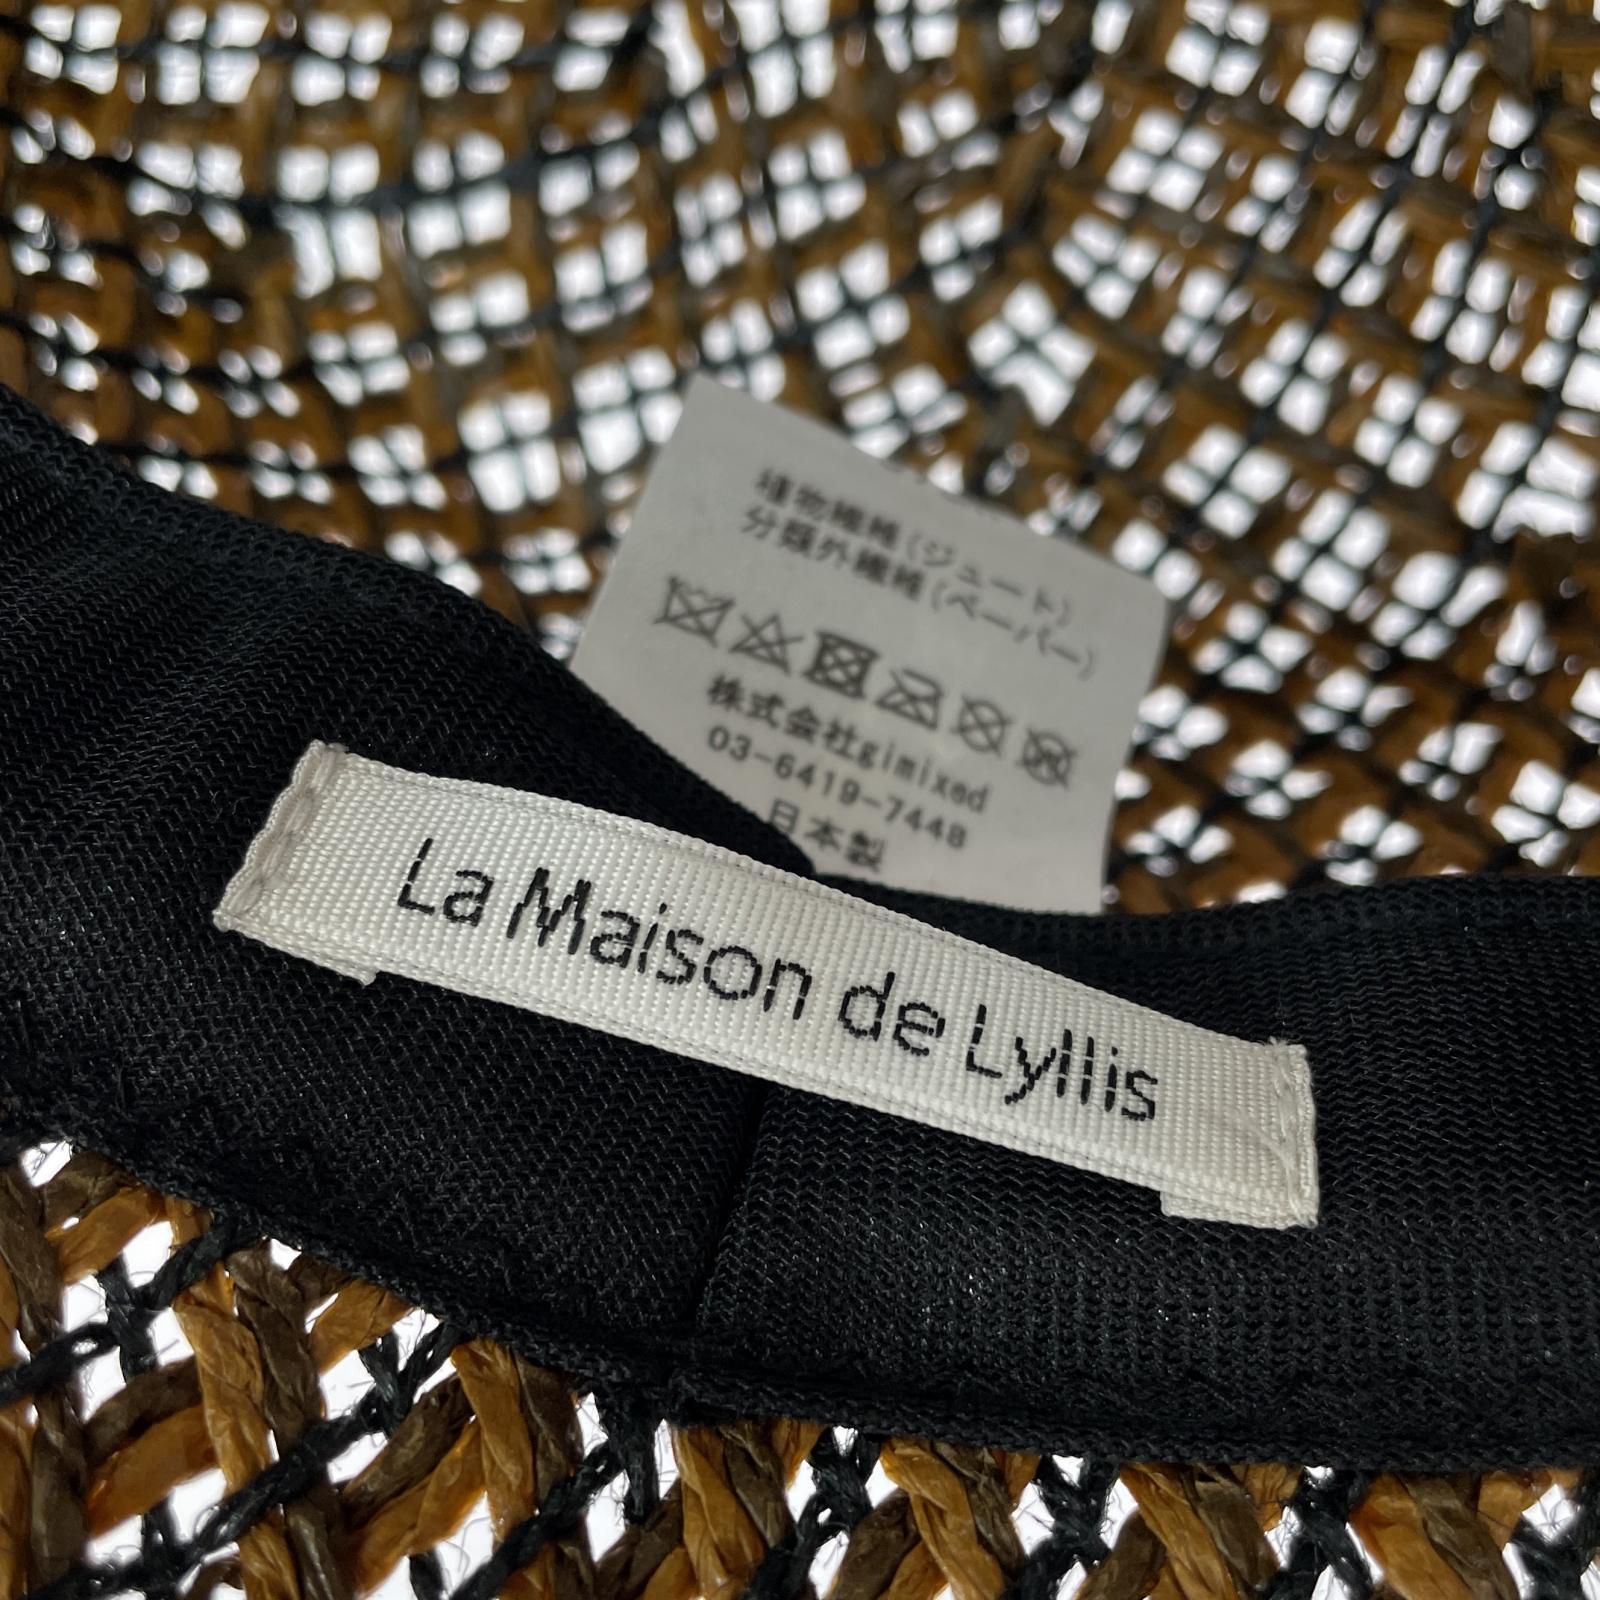 植物繊維(ジュート)
分類外繊維(ペーパー)
株式会社gimixed
03-6419-7448
日本製
La Maison de Lyllis